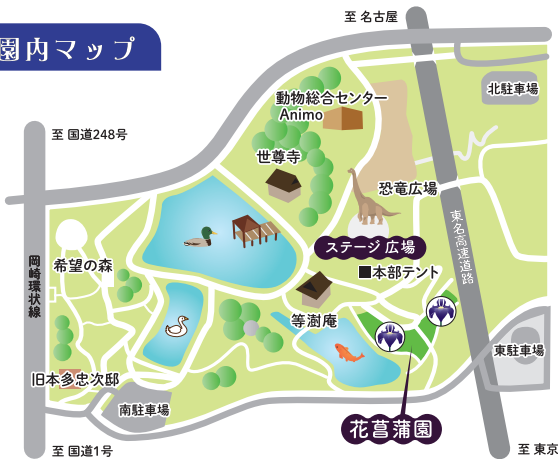 園内マップ
至 名古屋
至 国道248号
動物総合センター
Animo
北駐車場
世尊寺
恐竜広場
東名高速道路
ステージ広場
■本部テント
希望の森
岡崎環状線
等澍庵
東駐車場
旧本多忠次邸
南駐車場
花菖蒲園
至 国道1号
至 東京